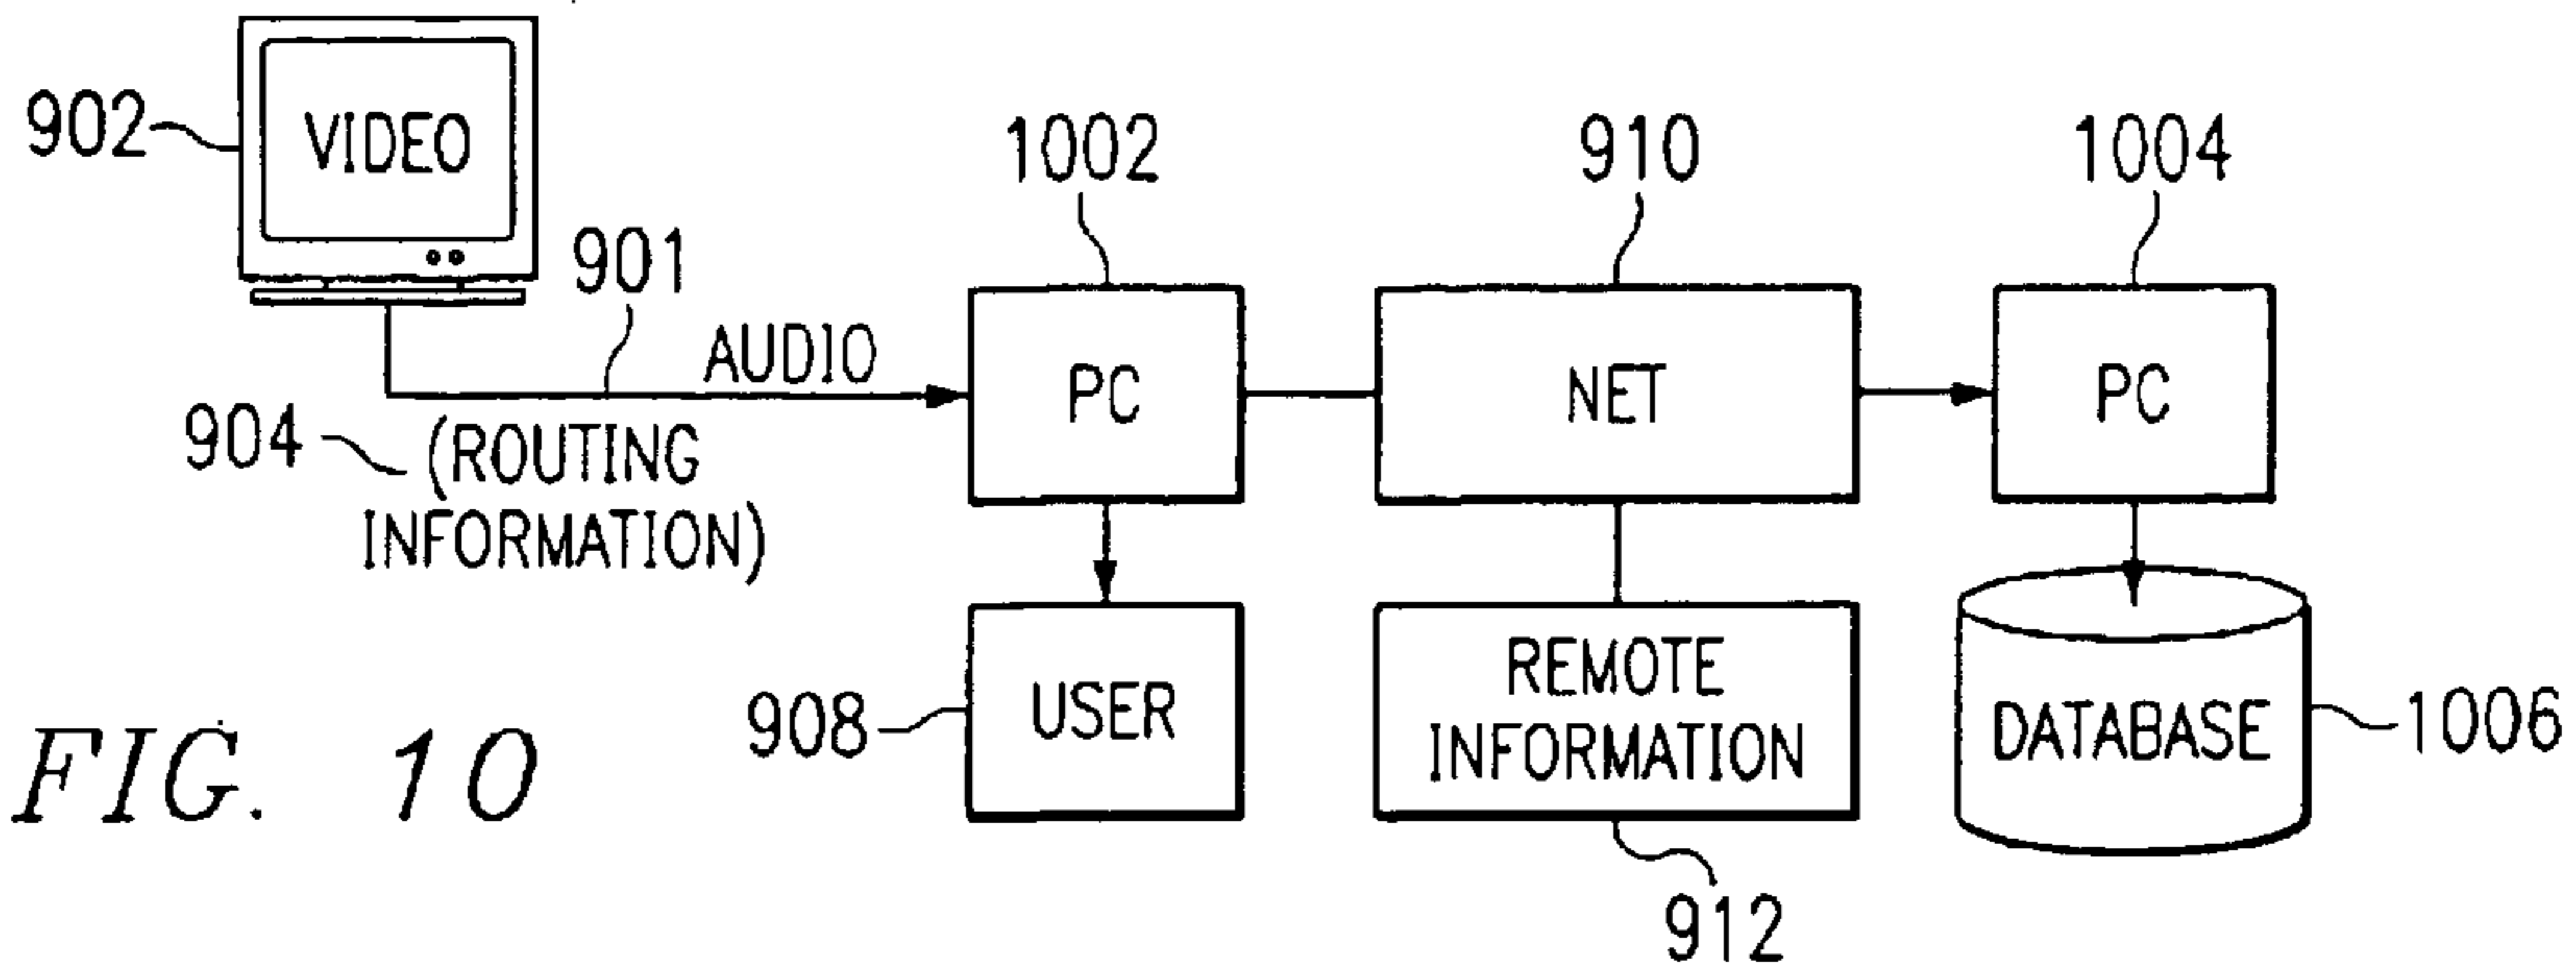 902
VIDEO
901
AUDIO
904
(ROUTING
INFORMATION)
1002
PC
910
NET
1004
PC
908
USER
REMOTE
INFORMATION
912
DATABASE
1006
FIG. 10